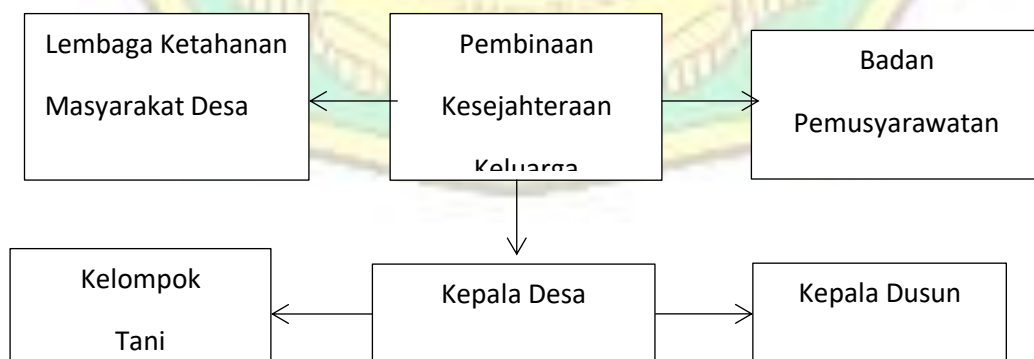 Lembaga Ketahanan
Masyarakat Desa
Pembinaan
Kesejahteraan
Keluarga
Badan
Pemusyarawatan
Kelompok
Tani
Kepala Desa
Kepala Dusun